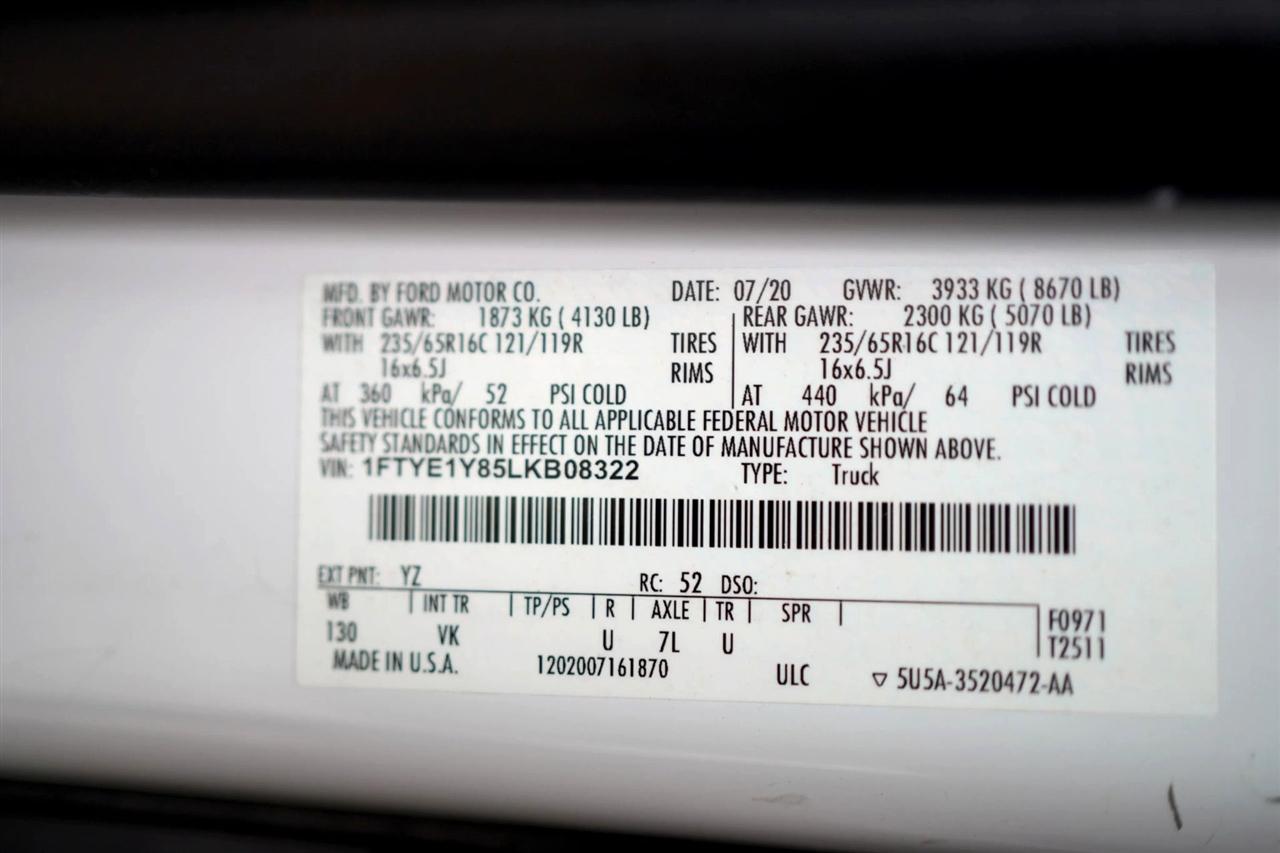 MFD. BY FORD MOTOR CO. DATE: 07/20 GVWR: 3933 KG ( 8670 LB)
FRONT GAWR: 1873 KG ( 4130 LB) REAR GAWR: 2300 KG ( 5070 LB)
WITH 235/65R16C 121/119R TIRES WITH 235/65R16C 121/119R TIRES
16x6.5J RIMS 16x6.5J RIMS
AT 360 kPa/ 52 PSI COLD AT 440 kPa/ 64 PSI COLD
THIS VEHICLE CONFORMS TO ALL APPLICABLE FEDERAL MOTOR VEHICLE
SAFETY STANDARDS IN EFFECT ON THE DATE OF MANUFACTURE SHOWN ABOVE.
VIN: 1FTYE1Y85LKB08322 TYPE: Truck
EXT PNT: YZ RC: 52 DSO:
WB INT TR TP/PS R AXLE TR SPR F0971
130 VK U 7L U T2511
MADE IN U.S.A. 1202007161870 ULC ▽ 5U5A-3520472-AA